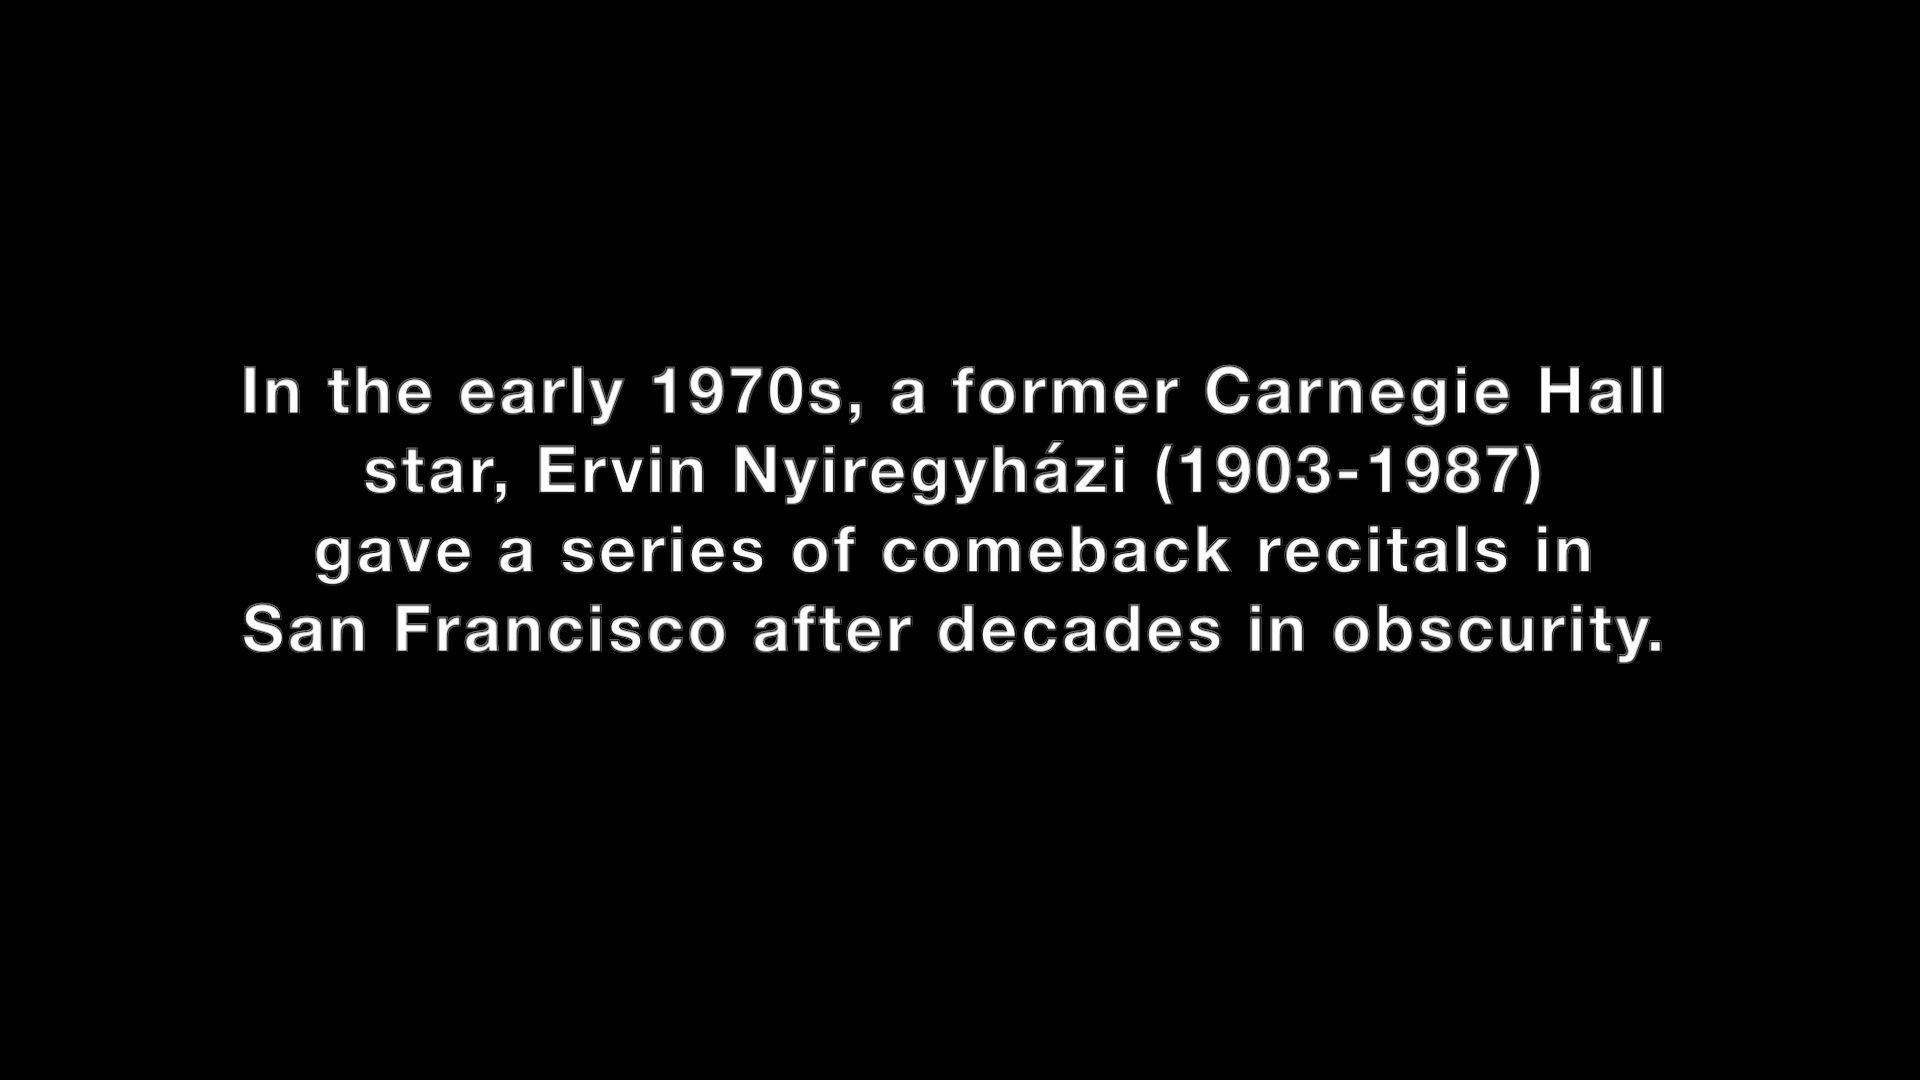 In the early 1970s, a former Carnegie Hall
star, Ervin Nyiregyházi (1903-1987)
gave a series of comeback recitals in
San Francisco after decades in obscurity.